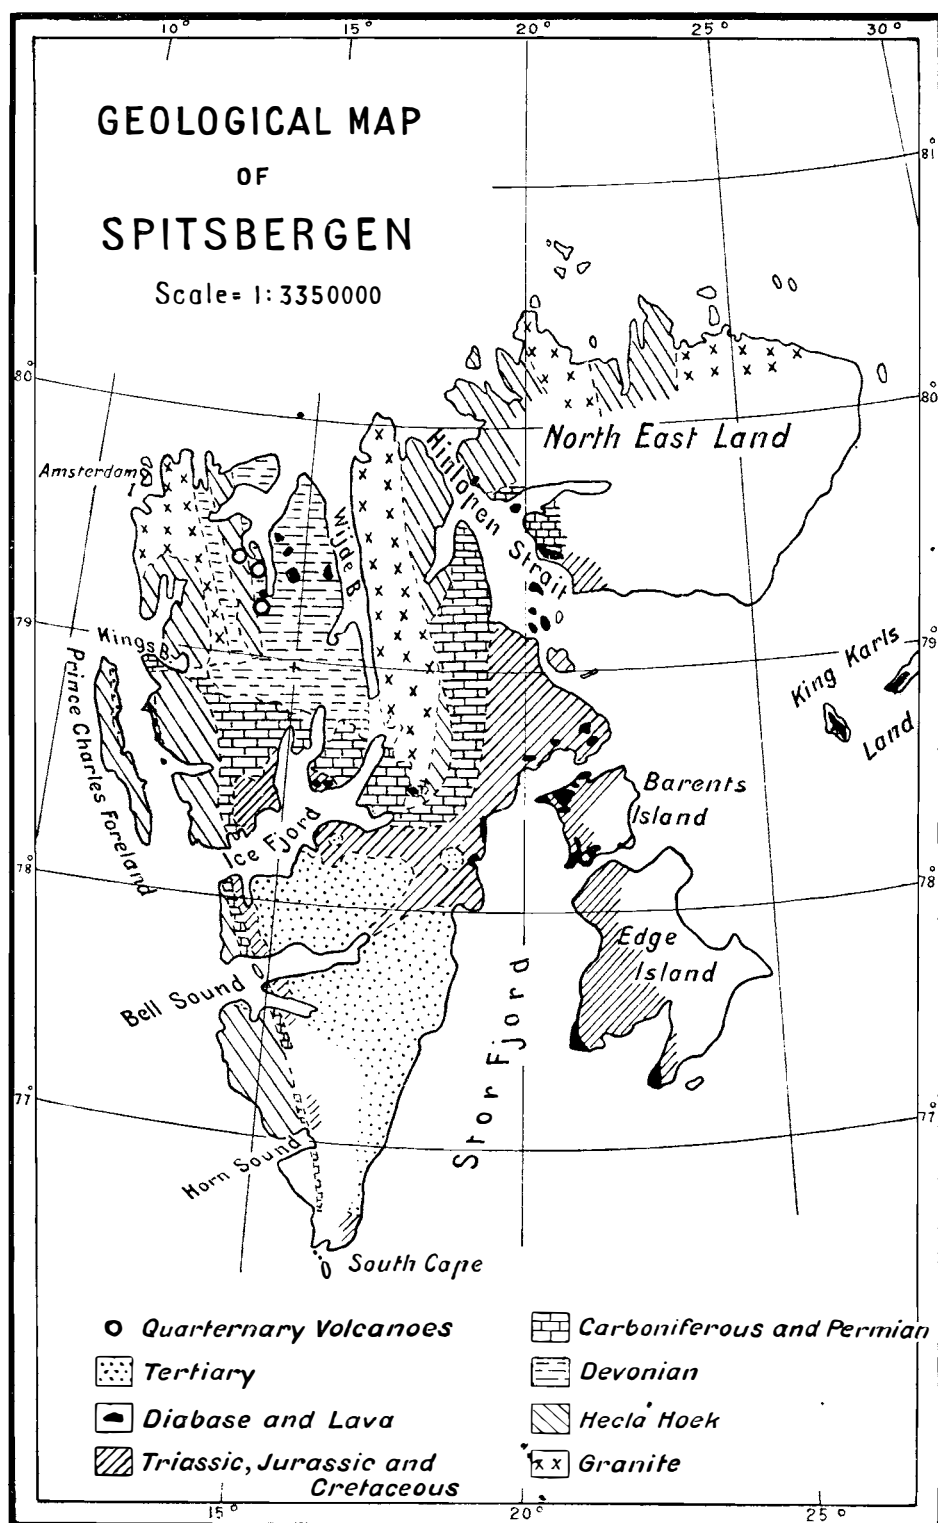 10° 15° 20° 25° 30°
GEOLOGICAL MAP
OF
SPITSBERGEN
Scale= 1:3350000
81°
81°
80°
80°
North East Land
Amsterdam
Hinlopen Strait
Wijde B.
79°
79°
Kings B.
Prince Charles Foreland
King Karls
Land
Barents
Island
Ice Fjord
78°
78°
Edge
Island
Bell Sound
Stor Fjord
77°
77°
Horn Sound
South Cape
Quarternary Volcanoes
Tertiary
Diabase and Lava
Triassic, Jurassic and
Cretaceous
Carboniferous and Permian
Devonian
Hecla Hoek
Granite
15° 20° 25°